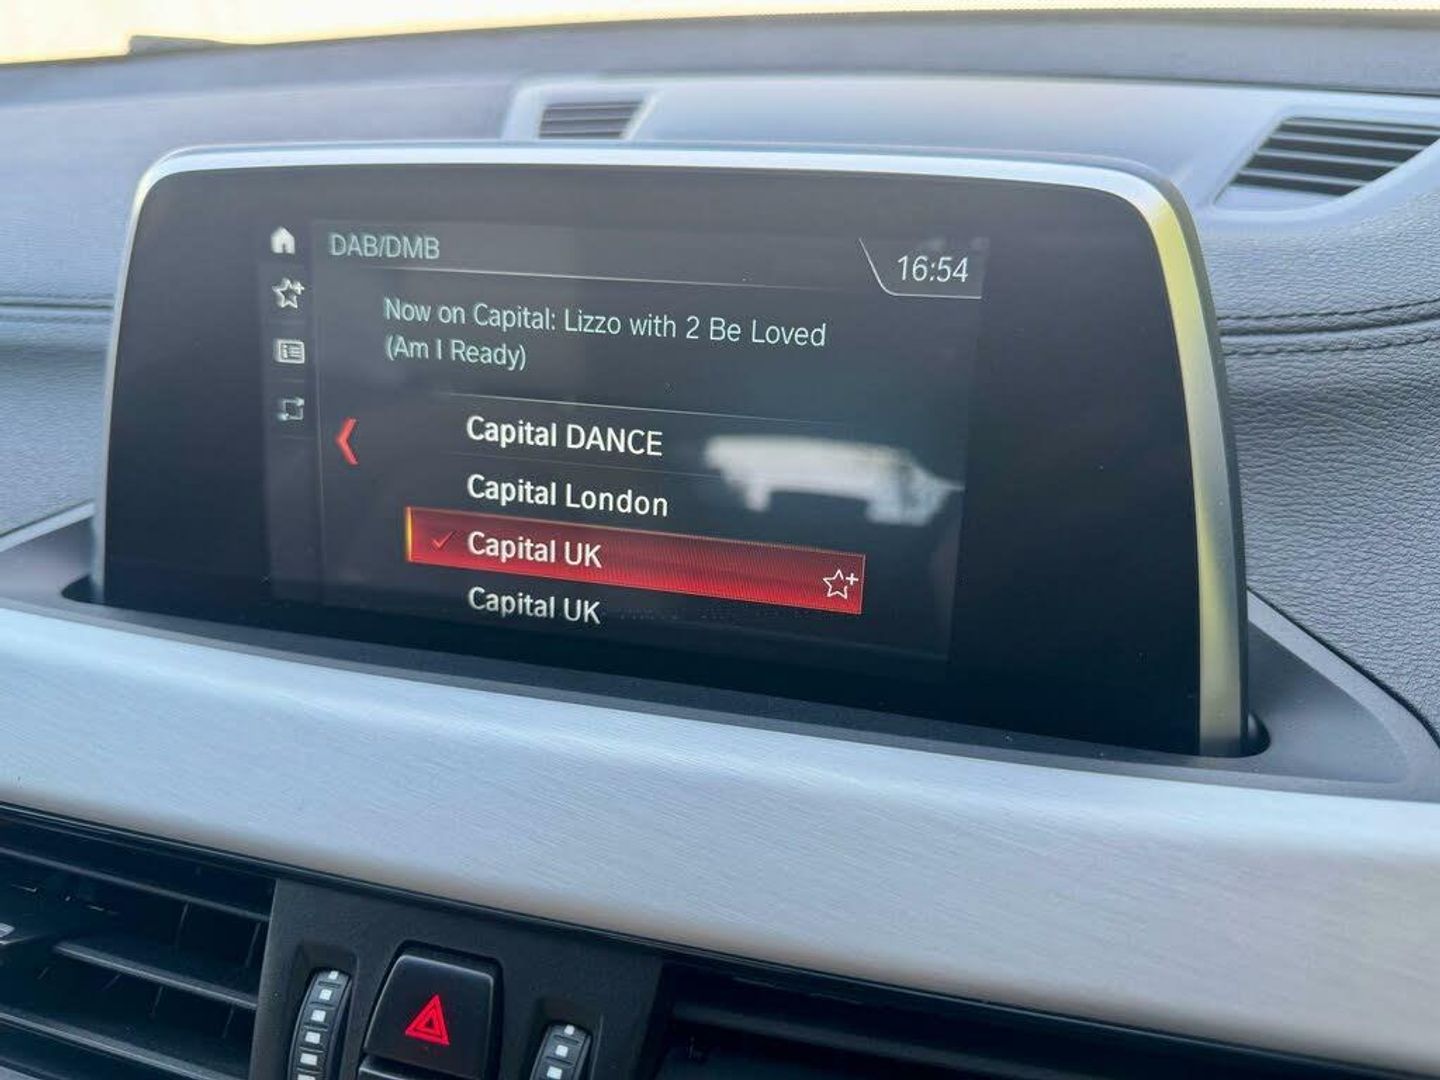 DAB/DMB
16:54
Now on Capital: Lizzo with 2 Be Loved
(Am I Ready)
Capital DANCE
Capital London
Capital UK
Capital UK